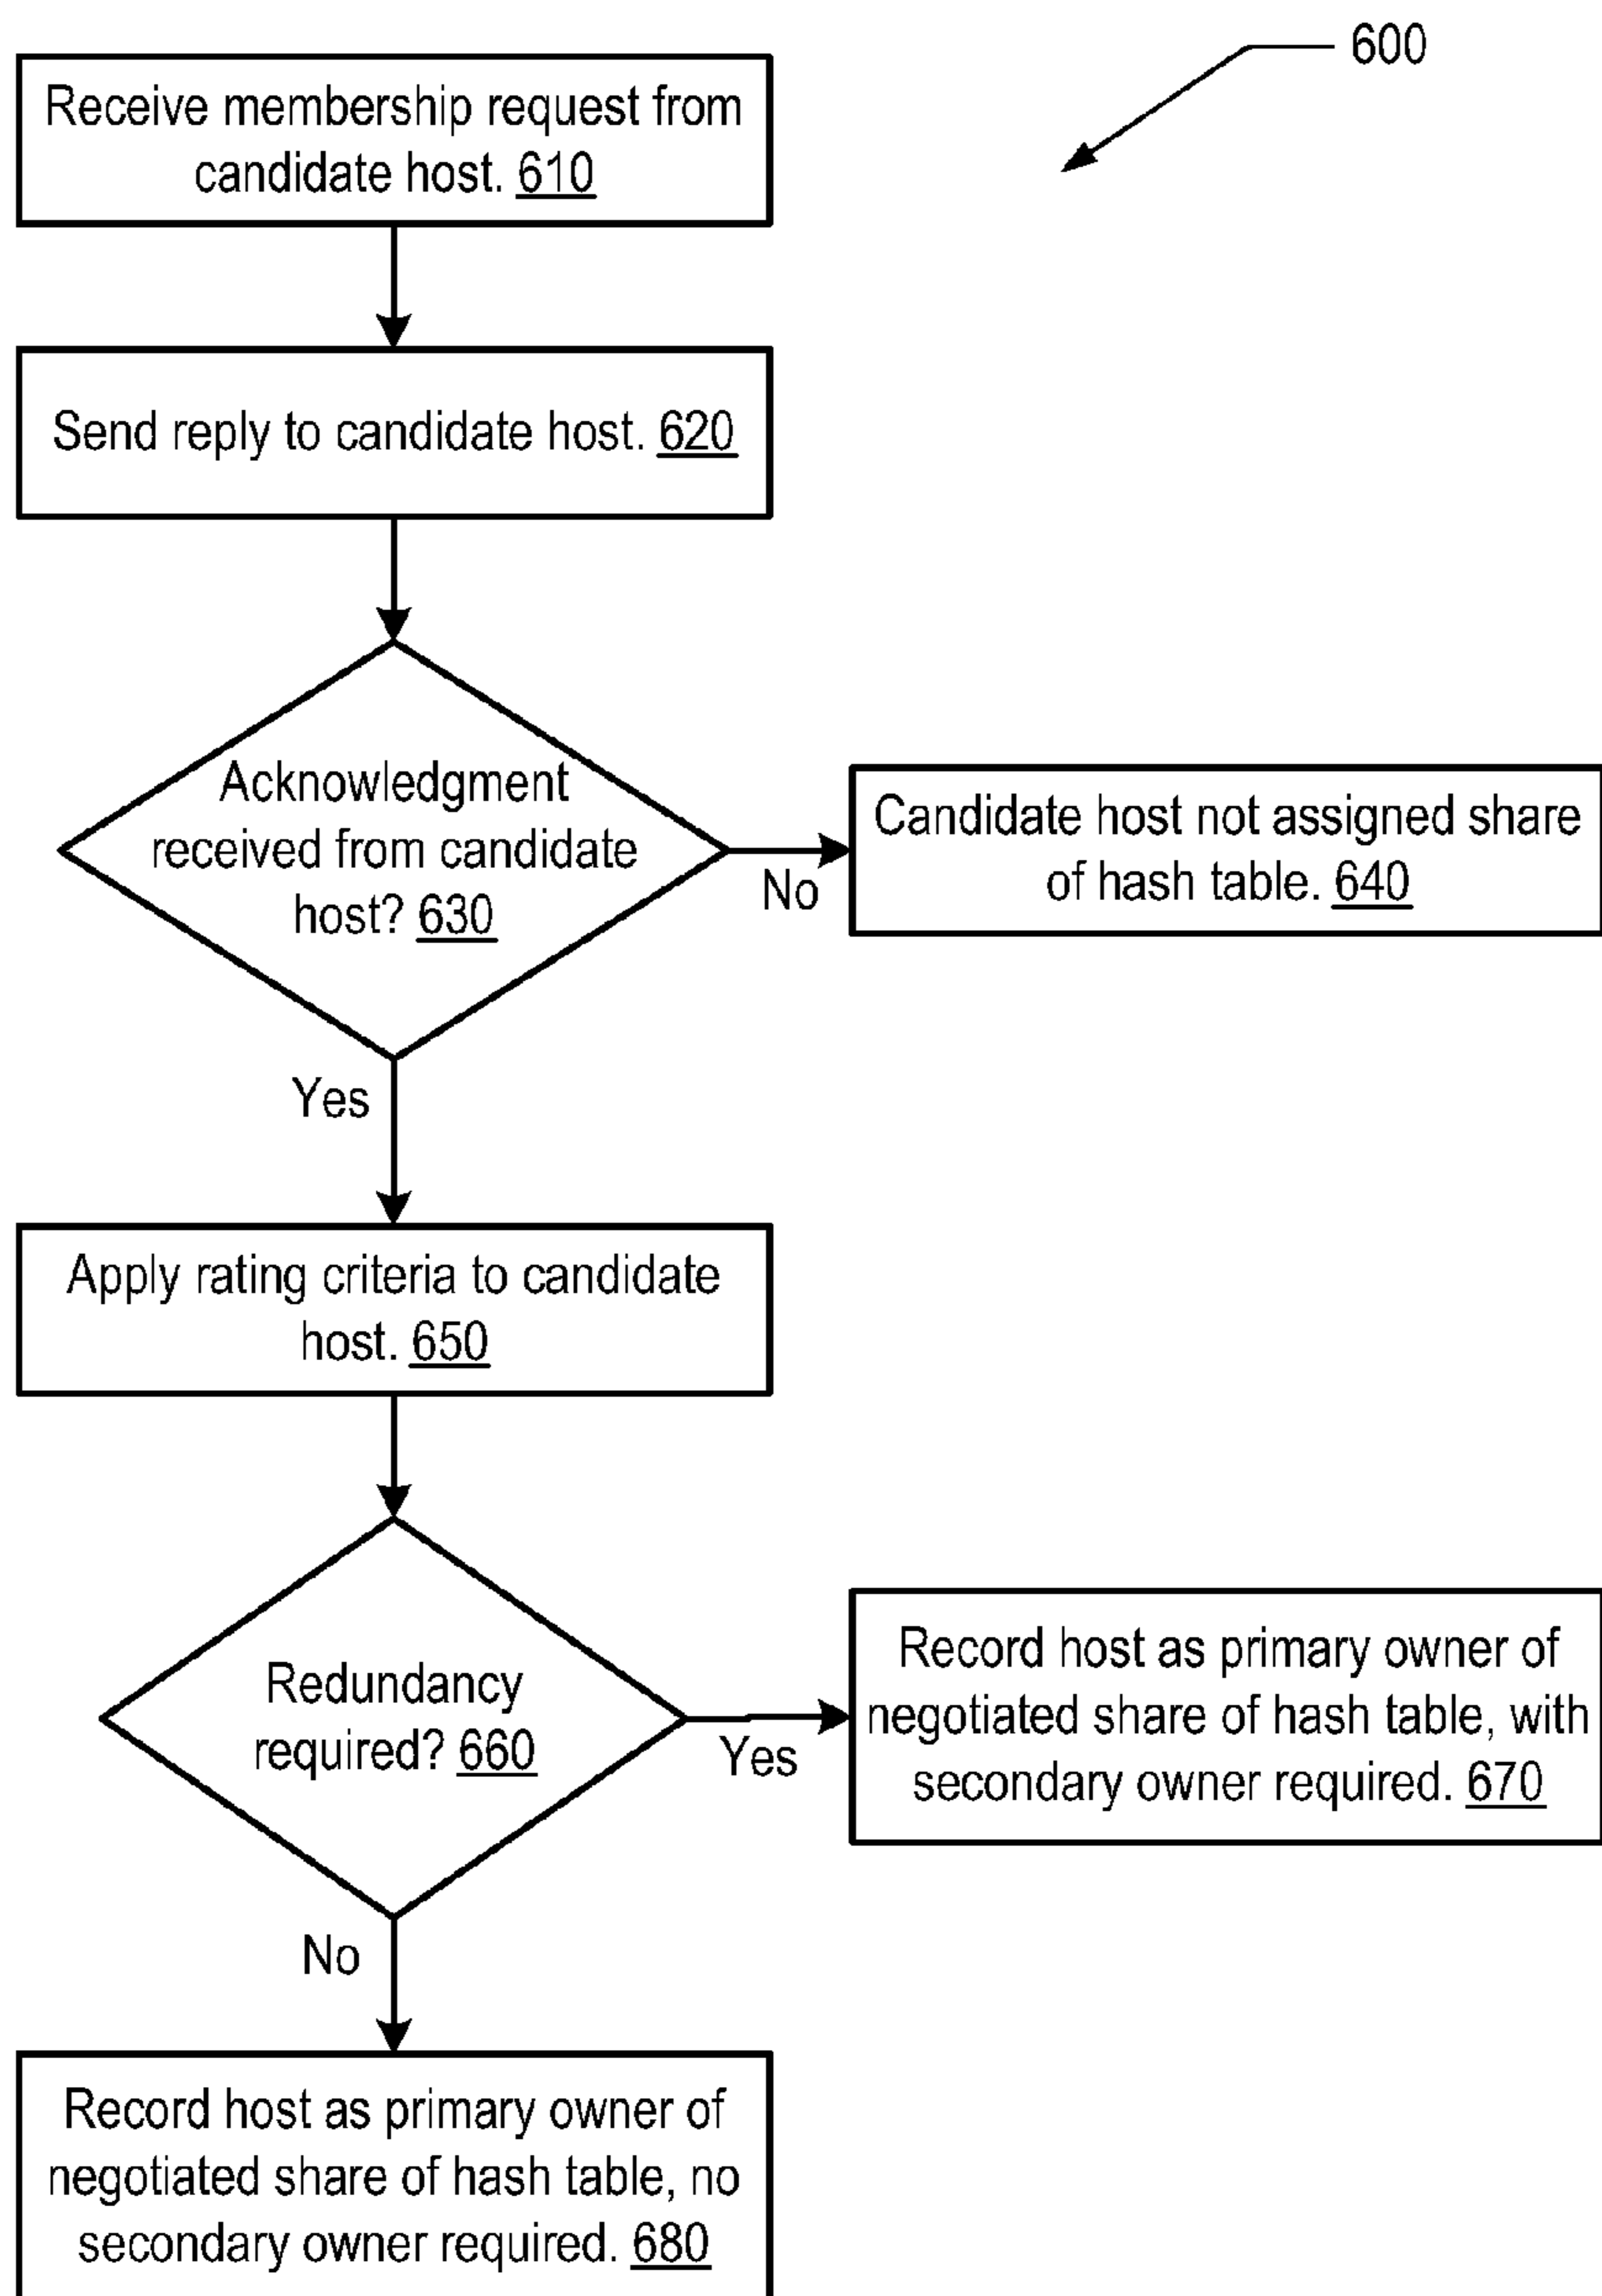 600
Receive membership request from
candidate host. 610
Send reply to candidate host. 620
Acknowledgment
received from candidate
host? 630
No
Candidate host not assigned share
of hash table. 640
Yes
Apply rating criteria to candidate
host. 650
Redundancy
required? 660
Yes
Record host as primary owner of
negotiated share of hash table, with
secondary owner required. 670
No
Record host as primary owner of
negotiated share of hash table, no
secondary owner required. 680